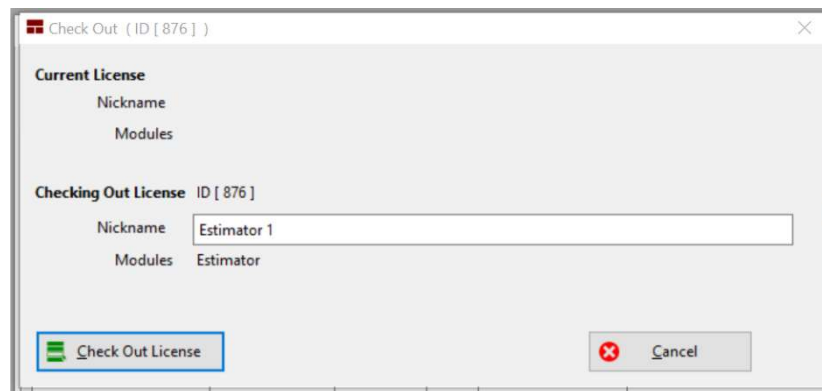 Check Out ( ID [ 876 ] )
Current License
Nickname
Modules
Checking Out License ID [ 876 ]
Nickname Estimator 1
Modules Estimator
Check Out License Cancel